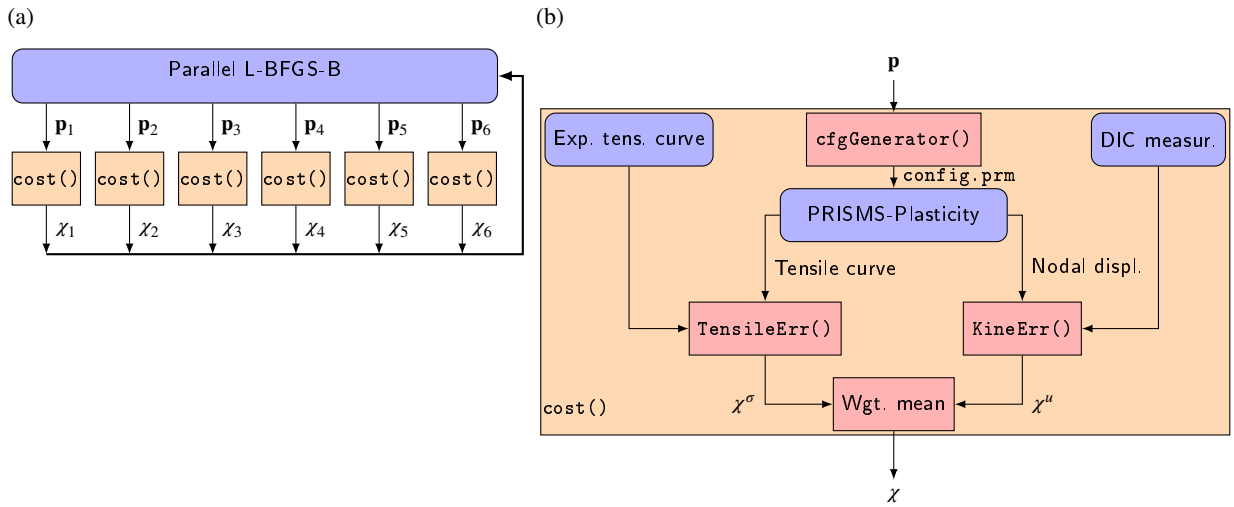 (a)
Parallel L-BFGS-B
p₁ p₂ p₃ p₄ p₅ p₆
cost() cost() cost() cost() cost() cost()
χ₁ χ₂ χ₃ χ₄ χ₅ χ₆
(b)
p
Exp. tens. curve
cfgGenerator()
DIC measur.
config.prm
PRISMS-Plasticity
Tensile curve
Nodal displ.
TensileErr()
KineErr()
χ^σ
Wgt. mean
χ^u
cost()
χ